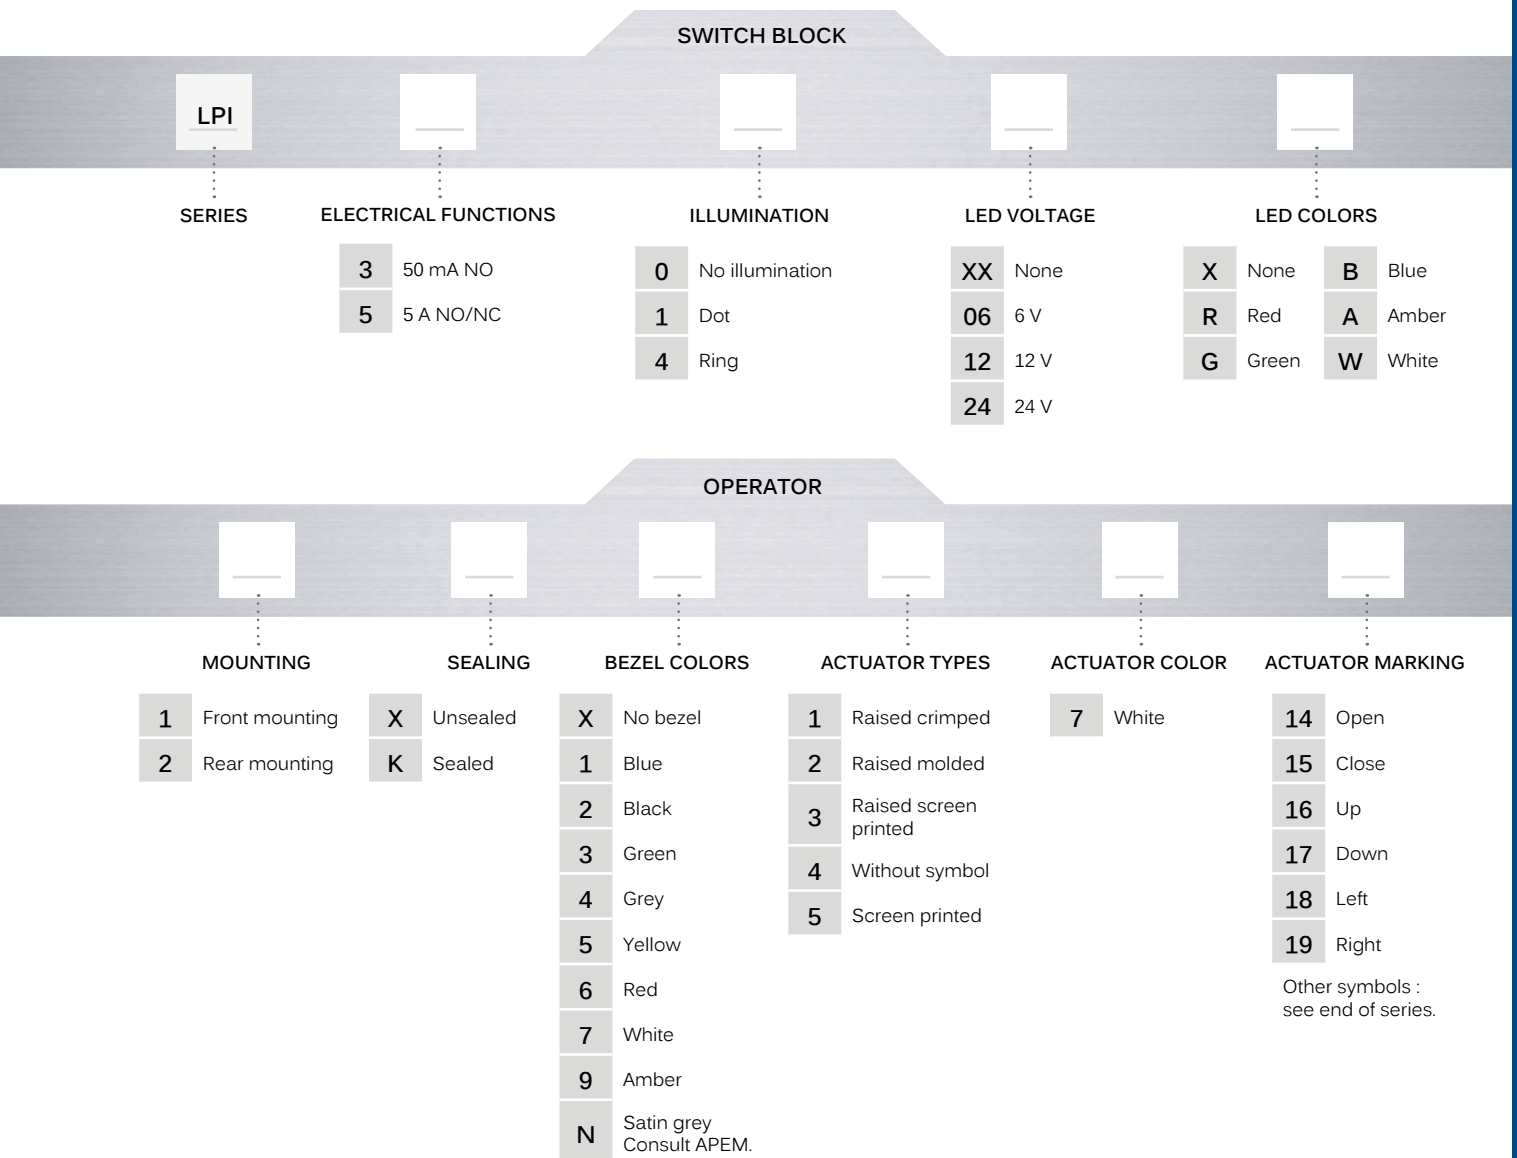 SWITCH BLOCK
LPI
SERIES
ELECTRICAL FUNCTIONS
3 50 mA NO
5 5 A NO/NC
ILLUMINATION
0 No illumination
1 Dot
4 Ring
LED VOLTAGE
XX None
06 6 V
12 12 V
24 24 V
LED COLORS
X None
R Red
G Green
B Blue
A Amber
W White
OPERATOR
MOUNTING
1 Front mounting
2 Rear mounting
SEALING
X Unsealed
K Sealed
BEZEL COLORS
X No bezel
1 Blue
2 Black
3 Green
4 Grey
5 Yellow
6 Red
7 White
9 Amber
N Satin grey
Consult APEM.
ACTUATOR TYPES
1 Raised crimped
2 Raised molded
3 Raised screen
printed
4 Without symbol
5 Screen printed
ACTUATOR COLOR
7 White
ACTUATOR MARKING
14 Open
15 Close
16 Up
17 Down
18 Left
19 Right
Other symbols :
see end of series.